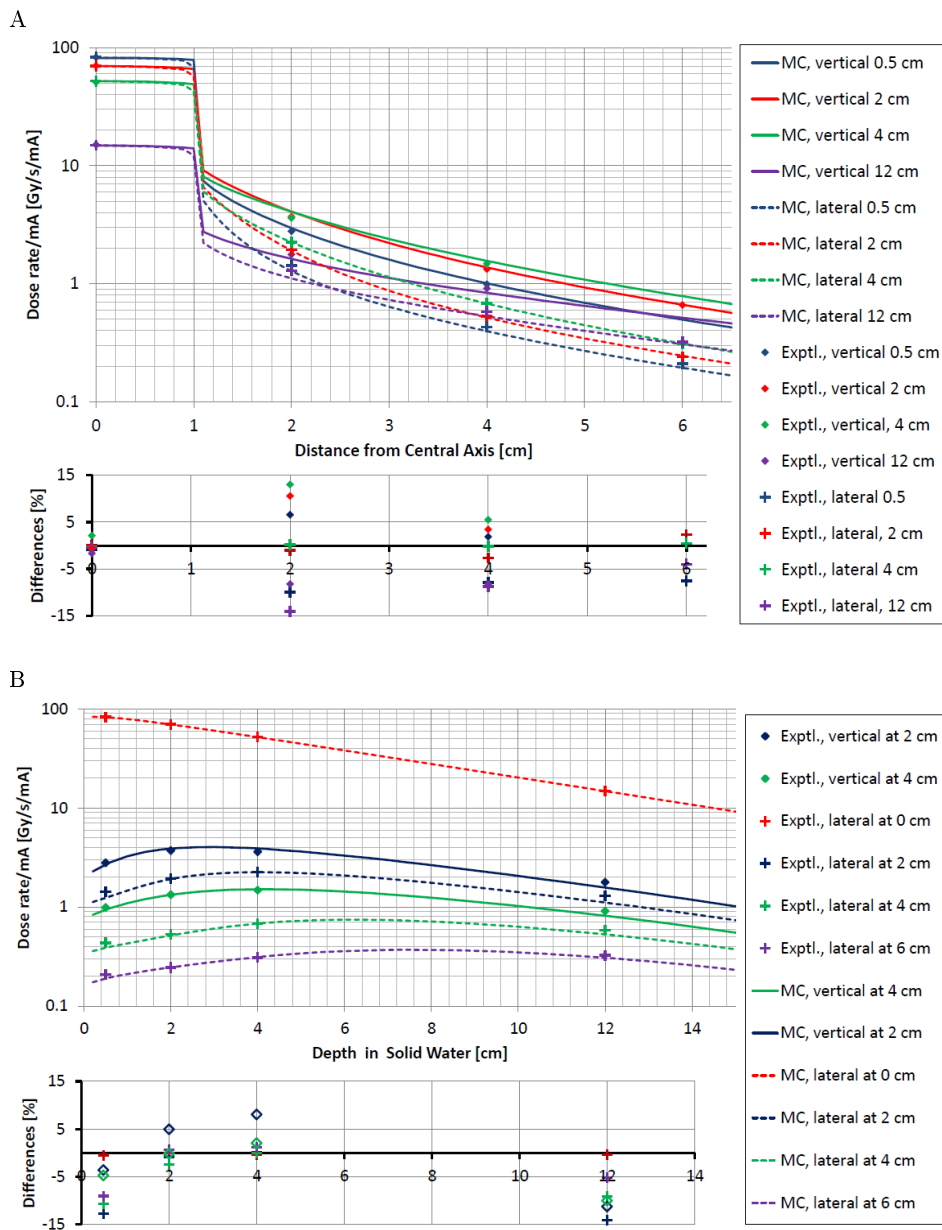 A
100
10
1
0.1
Dose rate/mA [Gy/s/mA]
0 1 2 3 4 5 6
Distance from Central Axis [cm]
15
5
-5
-15
Differences [%]
0 1 2 3 4 5 6
MC, vertical 0.5 cm
MC, vertical 2 cm
MC, vertical 4 cm
MC, vertical 12 cm
MC, lateral 0.5 cm
MC, lateral 2 cm
MC, lateral 4 cm
MC, lateral 12 cm
Exptl., vertical 0.5 cm
Exptl., vertical 2 cm
Exptl., vertical, 4 cm
Exptl., vertical 12 cm
Exptl., lateral 0.5
Exptl., lateral, 2 cm
Exptl., lateral 4 cm
Exptl., lateral, 12 cm
B
100
10
1
0.1
Dose rate/mA [Gy/s/mA]
0 2 4 6 8 10 12 14
Depth in Solid Water [cm]
15
5
-5
-15
Differences [%]
0 2 4 6 8 10 12 14
Exptl., vertical at 2 cm
Exptl., vertical at 4 cm
Exptl., lateral at 0 cm
Exptl., lateral at 2 cm
Exptl., lateral at 4 cm
Exptl., lateral at 6 cm
MC, vertical at 4 cm
MC, vertical at 2 cm
MC, lateral at 0 cm
MC, lateral at 2 cm
MC, lateral at 4 cm
MC, lateral at 6 cm